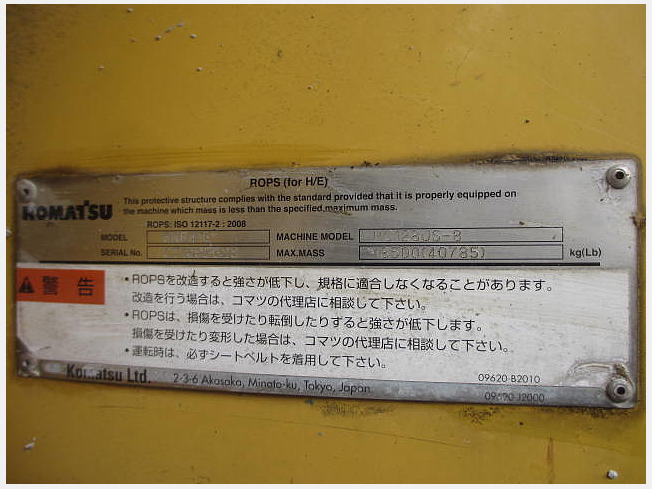 ROPS (for H/E)
KOMATSU
This protective structure complies with the standard provided that it is properly equipped on
the machine which mass is less than the specified maximum mass.
ROPS: ISO 12117-2 : 2008
MODEL MACHINE MODEL PC128US-8
SERIAL No. MAX.MASS 18500(40785) kg(Lb)
警告
・ROPSを改造すると強さが低下し、規格に適合しなくなることがあります。
改造を行う場合は、コマツの代理店に相談して下さい。
・ROPSは、損傷を受けたり転倒したりすると強さが低下します。
損傷を受けたり変形した場合は、コマツの代理店に相談して下さい。
・運転時は、必ずシートベルトを着用して下さい。
Komatsu Ltd. 2-3-6 Akasaka, Minato-ku, Tokyo, Japan
09620-B2010
09620-J2000